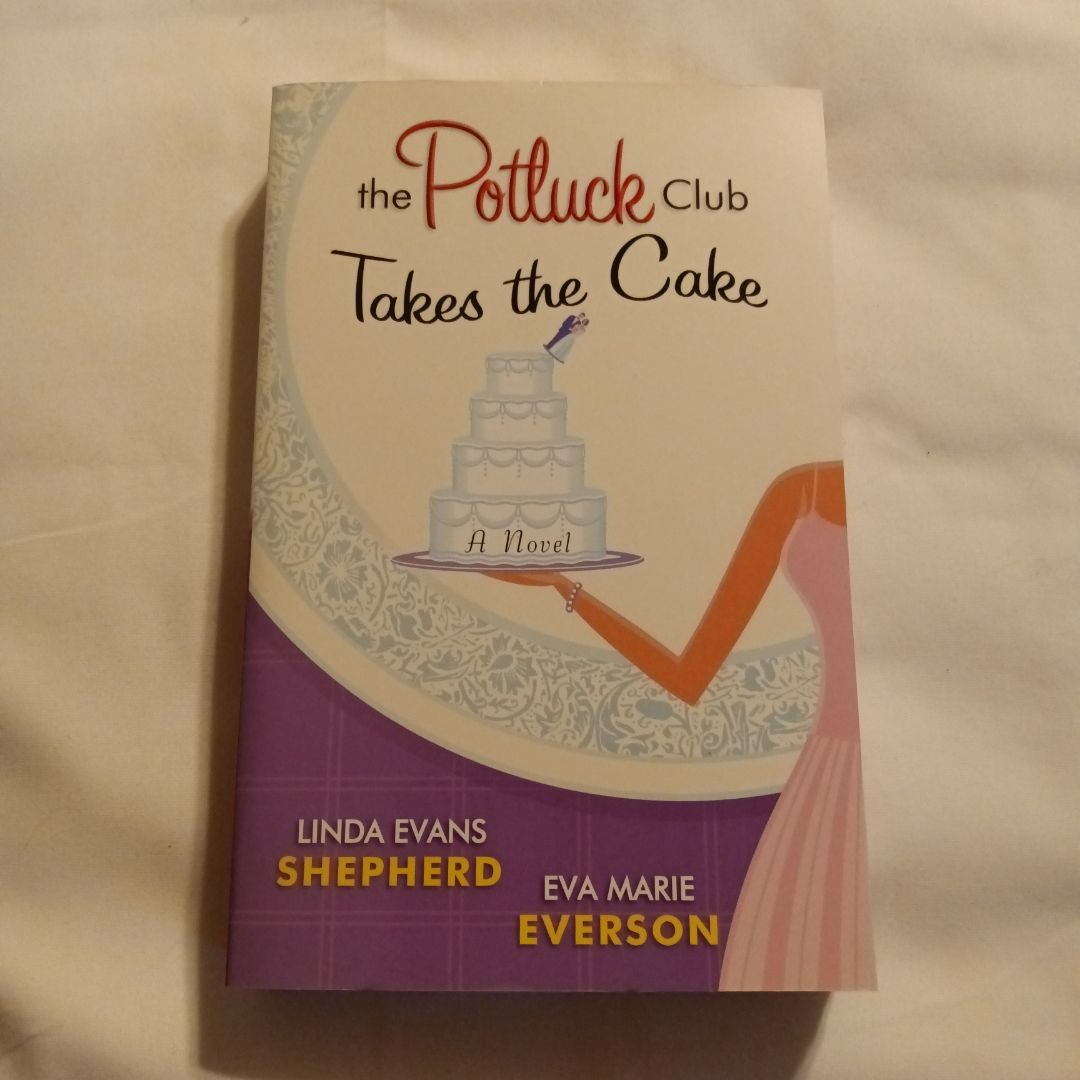 the Potluck Club
Takes the Cake
A Novel
LINDA EVANS
SHEPHERD
EVA MARIE
EVERSON